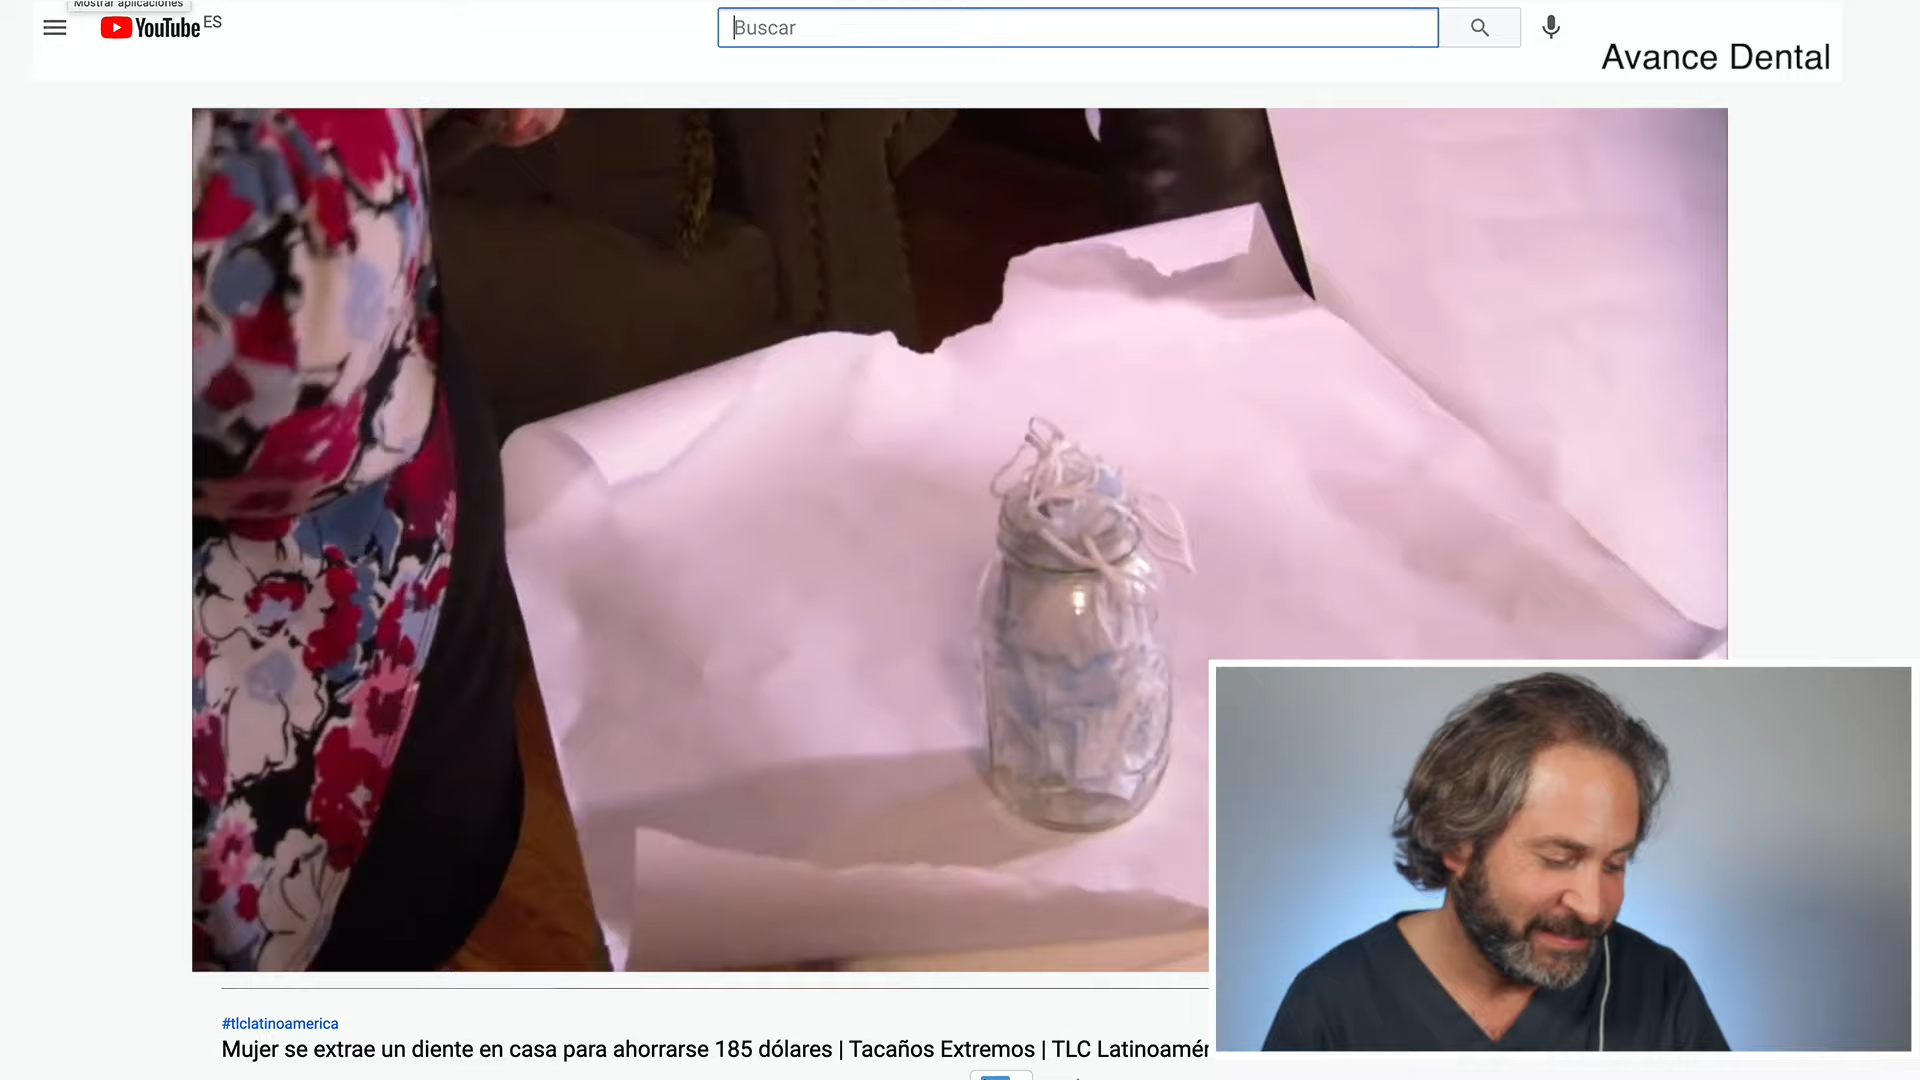 Mostrar aplicaciones
YouTube ES
Buscar
Avance Dental
#tlclatinoamerica
Mujer se extrae un diente en casa para ahorrarse 185 dólares | Tacaños Extremos | TLC Latinoamér